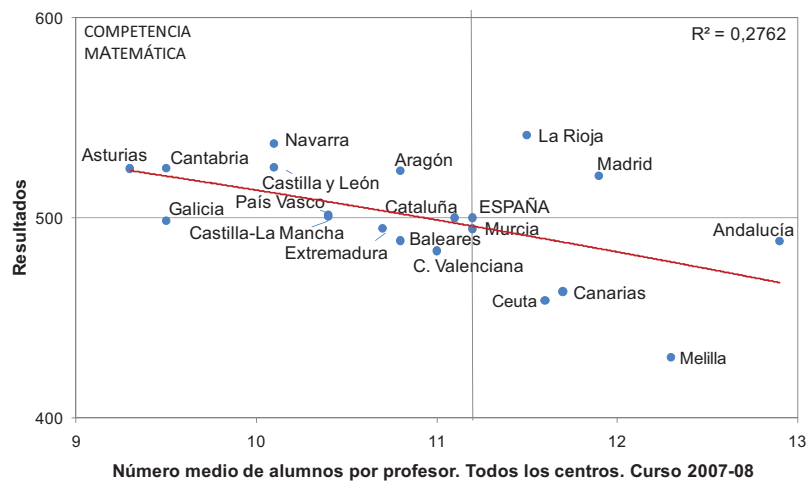 600
COMPETENCIA
MATEMÁTICA
R² = 0,2762
Asturias
Cantabria
Navarra
Castilla y León
Aragón
La Rioja
Madrid
Galicia
País Vasco
Castilla-La Mancha
Cataluña
ESPAÑA
Extremadura
Baleares
Murcia
C. Valenciana
Andalucía
Ceuta
Canarias
Melilla
Resultados
500
400
9
10
11
12
13
Número medio de alumnos por profesor. Todos los centros. Curso 2007-08